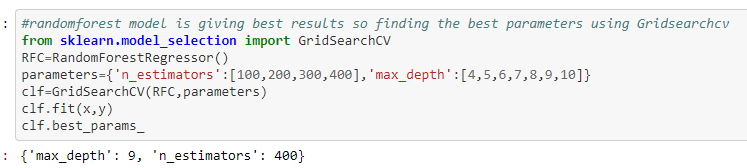 : #randomforest model is giving best results so finding the best parameters using Gridsearchcv
from sklearn.model_selection import GridSearchCV
RFC=RandomForestRegressor()
parameters={'n_estimators':[100,200,300,400],'max_depth':[4,5,6,7,8,9,10]}
clf=GridSearchCV(RFC,parameters)
clf.fit(x,y)
clf.best_params_
: {'max_depth': 9, 'n_estimators': 400}